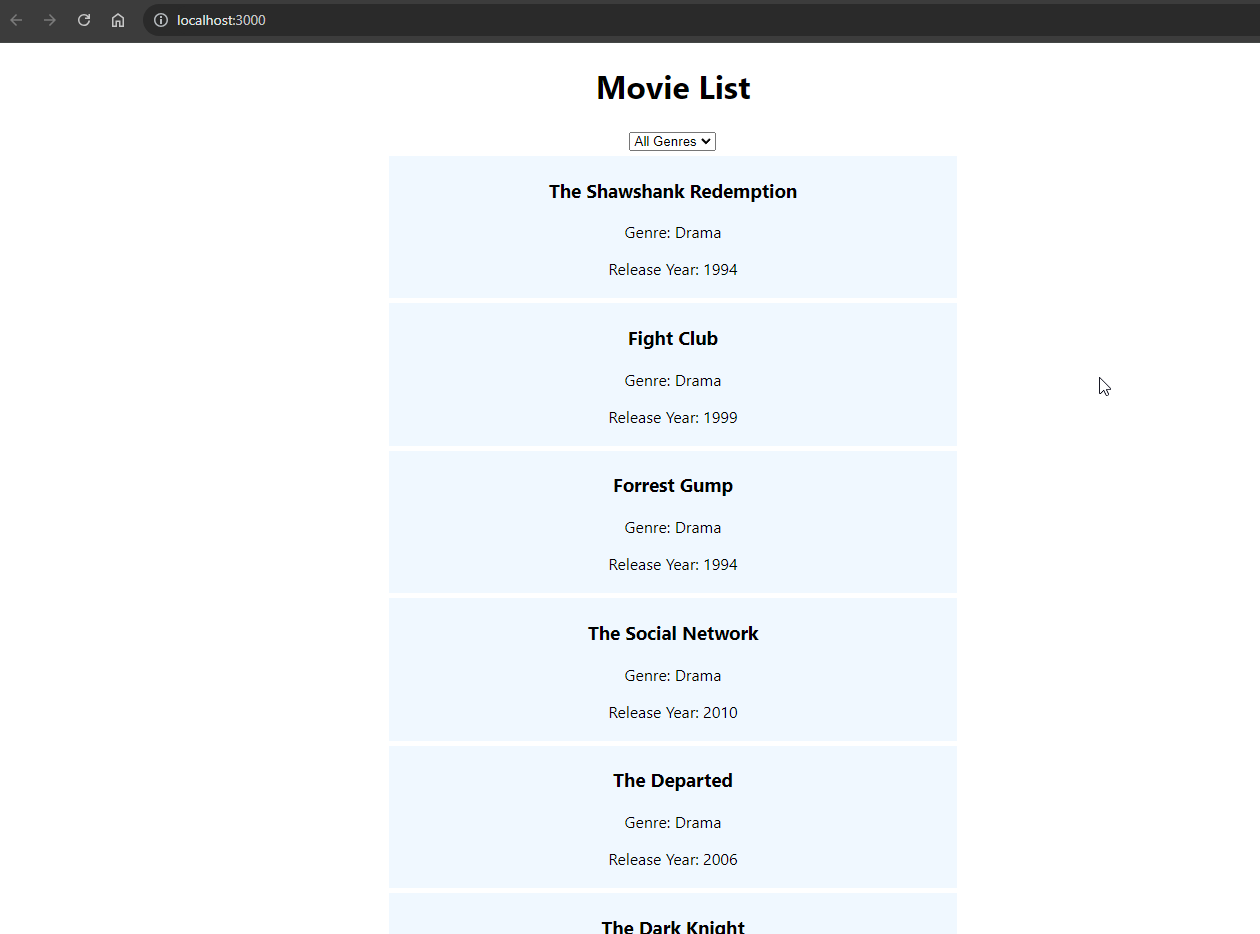 localhost:3000
Movie List
All Genres
The Shawshank Redemption
Genre: Drama
Release Year: 1994
Fight Club
Genre: Drama
Release Year: 1999
Forrest Gump
Genre: Drama
Release Year: 1994
The Social Network
Genre: Drama
Release Year: 2010
The Departed
Genre: Drama
Release Year: 2006
The Dark Knight